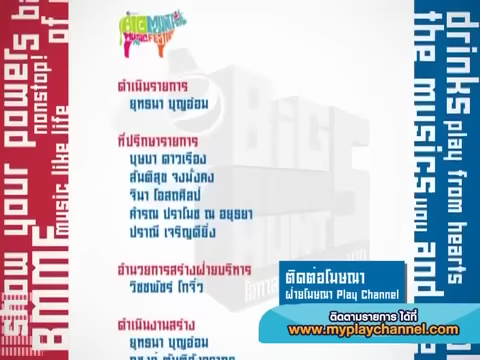 show your powers
nonstop!
BMMF music like life
มัน MUNT
MUSIC FESTIVAL
ดำเนินรายการ
ยุทธนา บุญอ้อม
ที่ปรึกษารายการ
บุษบา ดาวเรือง
สันติสุข จงมั่นคง
จินา โอสถศิลป์
คำรณ ปราโมช ณ อยุธยา
ปราณี เจริญดียิ่ง
อำนวยการสร้างฝ่ายบริหาร
วิชชพัชร์ โกจิ๋ว
ดำเนินงานสร้าง
ยุทธนา บุญอ้อม
BIG
5
ติดต่อโฆษณา
ฝ่ายโฆษณา Play Channel
ติดตามรายการ ได้ที่
www.myplaychannel.com
drinks play from hearts
the musics
you and